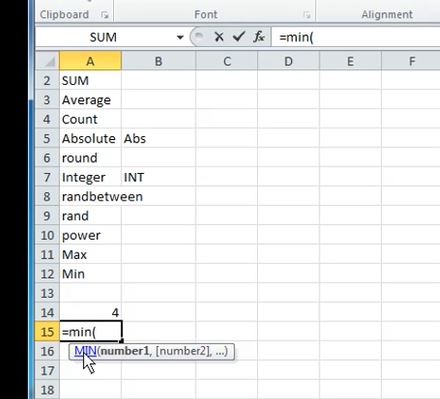 Clipboard Font Alignment
SUM fx =min(
A B C D E F
2 SUM
3 Average
4 Count
5 Absolute Abs
6 round
7 Integer INT
8 randbetween
9 rand
10 power
11 Max
12 Min
13
14 4
15 =min(
16 MIN(number1, [number2], ...)
17
18